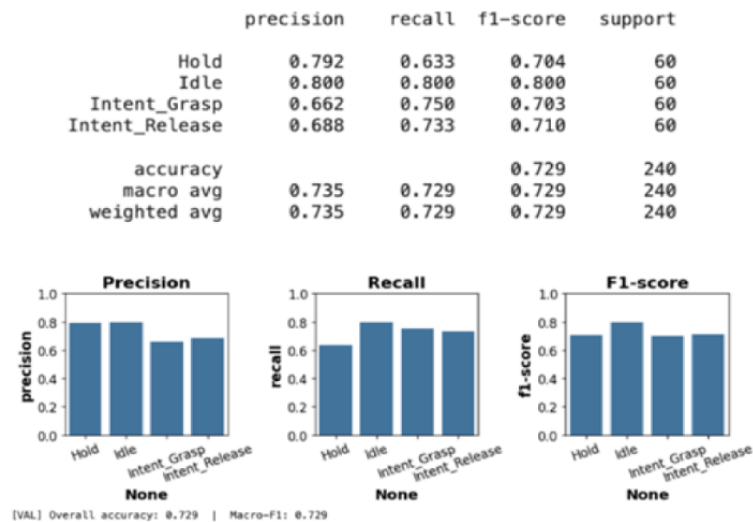 precision recall f1-score support
Hold 0.792 0.633 0.704 60
Idle 0.800 0.800 0.800 60
Intent_Grasp 0.662 0.750 0.703 60
Intent_Release 0.688 0.733 0.710 60
accuracy 0.729 240
macro avg 0.735 0.729 0.729 240
weighted avg 0.735 0.729 0.729 240
Precision
1.0
0.8
0.6
0.4
0.2
0.0
precision
Hold Idle Intent_Grasp Intent_Release
None
Recall
1.0
0.8
0.6
0.4
0.2
0.0
recall
Hold Idle Intent_Grasp Intent_Release
None
F1-score
1.0
0.8
0.6
0.4
0.2
0.0
f1-score
Hold Idle Intent_Grasp Intent_Release
None
[VAL] Overall accuracy: 0.729 | Macro-F1: 0.729